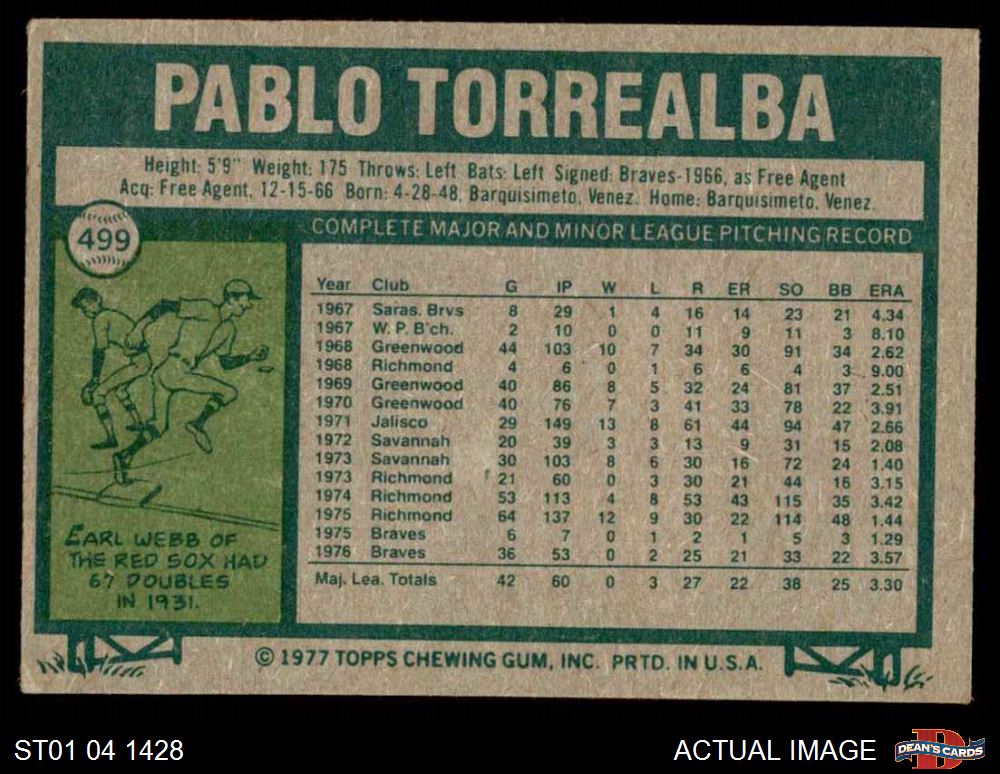 PABLO TORREALBA
Height: 5'9" Weight: 175 Throws: Left Bats: Left Signed: Braves-1966, as Free Agent
Acq: Free Agent, 12-15-66 Born: 4-28-48, Barquisimeto, Venez. Home: Barquisimeto, Venez.
499
COMPLETE MAJOR AND MINOR LEAGUE PITCHING RECORD
Year Club G IP W L R ER SO BB ERA
1967 Saras. Brvs 8 29 1 4 16 14 23 21 4.34
1967 W. P. B'ch. 2 10 0 0 11 9 11 3 8.10
1968 Greenwood 44 103 10 7 34 30 91 34 2.62
1968 Richmond 4 6 0 1 6 6 4 3 9.00
1969 Greenwood 40 86 8 5 32 24 81 37 2.51
1970 Greenwood 40 76 7 3 41 33 78 22 3.91
1971 Jalisco 29 149 13 8 61 44 94 47 2.66
1972 Savannah 20 39 3 3 13 9 31 15 2.08
1973 Savannah 30 103 8 6 30 16 72 24 1.40
1973 Richmond 21 60 0 3 30 21 44 16 3.15
1974 Richmond 53 113 4 8 53 43 115 35 3.42
1975 Richmond 64 137 12 9 30 22 114 48 1.44
1975 Braves 6 7 0 1 2 1 5 3 1.29
1976 Braves 36 53 0 2 25 21 33 22 3.57
Maj. Lea. Totals 42 60 0 3 27 22 38 25 3.30
EARL WEBB OF
THE RED SOX HAD
67 DOUBLES
IN 1931.
© 1977 TOPPS CHEWING GUM, INC. PRTD. IN U.S.A.
ST01 04 1428
ACTUAL IMAGE
DEAN'S CARDS